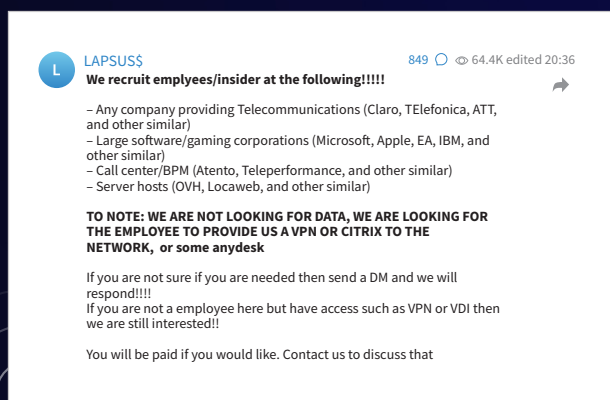 L
LAPSUS$
849 64.4K edited 20:36
We recruit emplyees/insider at the following!!!!!
– Any company providing Telecommunications (Claro, TElefonica, ATT,
and other similar)
– Large software/gaming corporations (Microsoft, Apple, EA, IBM, and
other similar)
– Call center/BPM (Atento, Teleperformance, and other similar)
– Server hosts (OVH, Locaweb, and other similar)
TO NOTE: WE ARE NOT LOOKING FOR DATA, WE ARE LOOKING FOR
THE EMPLOYEE TO PROVIDE US A VPN OR CITRIX TO THE
NETWORK, or some anydesk
If you are not sure if you are needed then send a DM and we will
respond!!!!
If you are not a employee here but have access such as VPN or VDI then
we are still interested!!
You will be paid if you would like. Contact us to discuss that